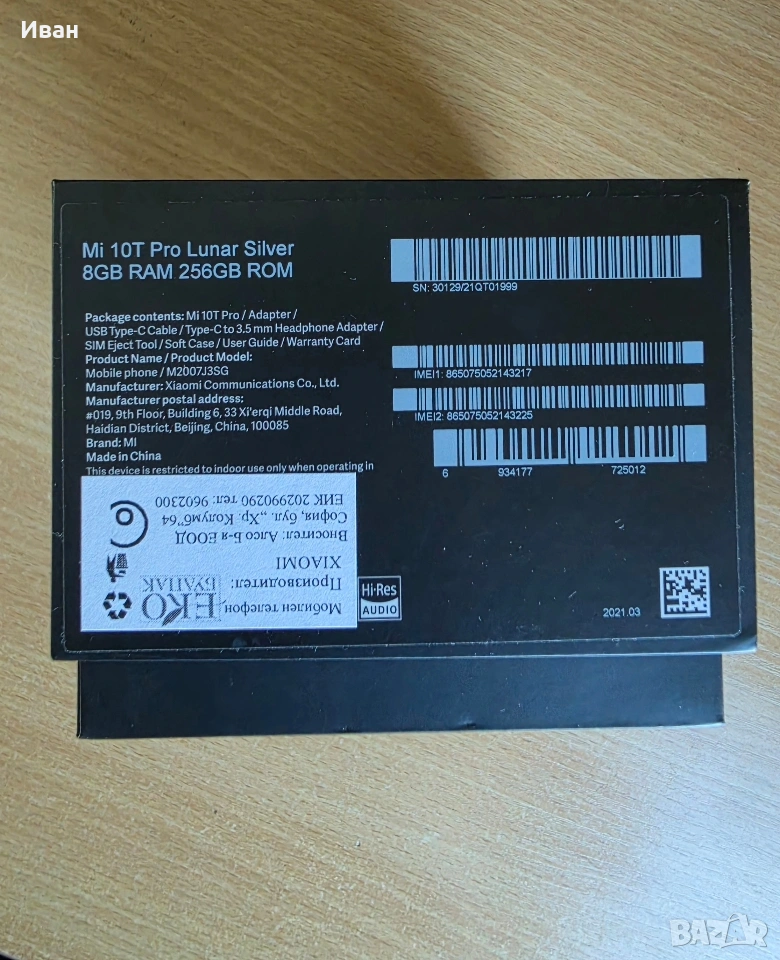 Иван
Mi 10T Pro Lunar Silver
8GB RAM 256GB ROM
Package contents: Mi 10T Pro / Adapter /
USB Type-C Cable / Type-C to 3.5 mm Headphone Adapter /
SIM Eject Tool / Soft Case / User Guide / Warranty Card
Product Name / Product Model:
Mobile phone / M2007J3SG
Manufacturer: Xiaomi Communications Co., Ltd.
Manufacturer postal address:
#019, 9th Floor, Building 6, 33 Xi'erqi Middle Road,
Haidian District, Beijing, China, 100085
Brand: MI
Made in China
This device is restricted to indoor use only when operating in
SN: 30129/21QT01999
IMEI1: 865075052143217
IMEI2: 865075052143225
6 934177 725012
Мобилен телефон
Производител:
XIAOMI
Вносител: Алсо Б-я ЕООД
София, бул. „Хр. Колумб"64
ЕИК 202990290 тел: 9602300
ЕКО
БУЛПАК
Hi-Res
AUDIO
2021.03
BAZAR